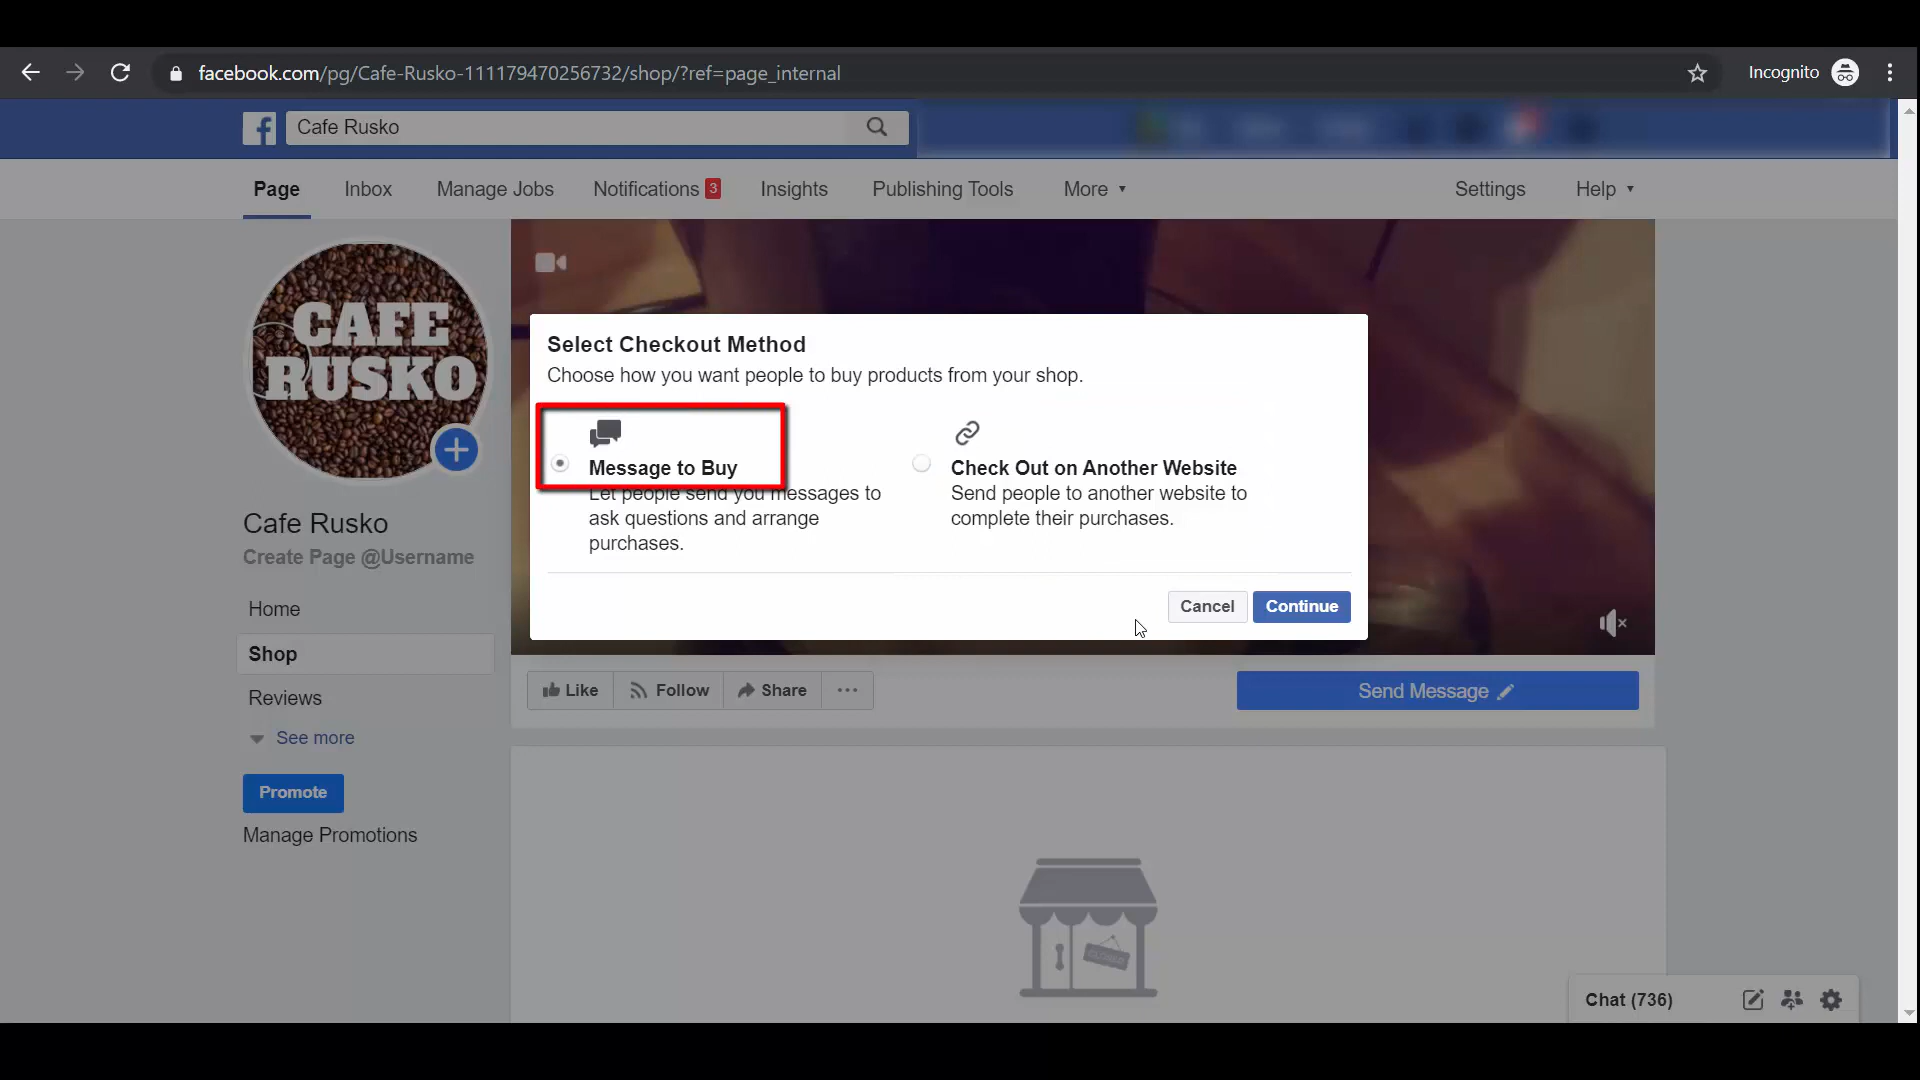 facebook.com/pg/Cafe-Rusko-111179470256732/shop/?ref=page_internal
Incognito
Cafe Rusko
Page Inbox Manage Jobs Notifications 3 Insights Publishing Tools More Settings Help
CAFE
RUSKO
Select Checkout Method
Choose how you want people to buy products from your shop.
Message to Buy
Let people send you messages to
ask questions and arrange
purchases.
Check Out on Another Website
Send people to another website to
complete their purchases.
Cancel Continue
Cafe Rusko
Create Page @Username
Home
Shop
Reviews
See more
Promote
Manage Promotions
Like Follow Share Send Message
Chat (736)